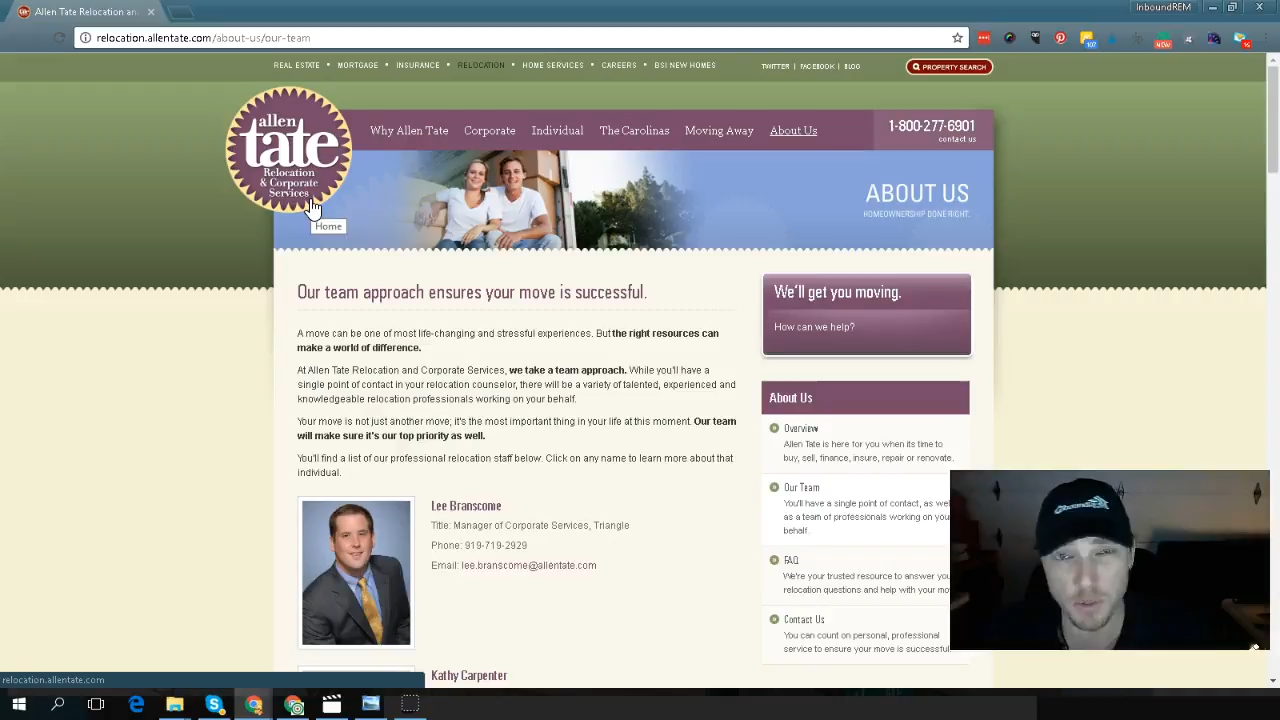 Allen Tate Relocation an
InboundREM
relocation.allentate.com/about-us/our-team
REAL ESTATE • MORTGAGE • INSURANCE • RELOCATION • HOME SERVICES • CAREERS • BSI NEW HOMES
TWITTER | FACEBOOK | BLOG
PROPERTY SEARCH
allen
tate
Relocation
& Corporate
Services
Why Allen Tate Corporate Individual The Carolinas Moving Away About Us
1-800-277-6901
contact us
ABOUT US
HOMEOWNERSHIP DONE RIGHT.
Home
Our team approach ensures your move is successful.
A move can be one of most life-changing and stressful experiences. But the right resources can
make a world of difference.
At Allen Tate Relocation and Corporate Services, we take a team approach. While you'll have a
single point of contact in your relocation counselor, there will be a variety of talented, experienced and
knowledgeable relocation professionals working on your behalf.
Your move is not just another move; it's the most important thing in your life at this moment. Our team
will make sure it's our top priority as well.
You'll find a list of our professional relocation staff below. Click on any name to learn more about that
individual.
Lee Branscome
Title: Manager of Corporate Services, Triangle
Phone: 919-719-2929
Email: lee.branscome@allentate.com
Kathy Carpenter
We'll get you moving.
How can we help?
About Us
Overview
Allen Tate is here for you when its time to
buy, sell, finance, insure, repair or renovate.
Our Team
You'll have a single point of contact, as we
as a team of professionals working on you
behalf.
FAQ
We're your trusted resource to answer you
relocation questions and help with your mo
Contact Us
You can count on personal, professional
service to ensure your move is successful
relocation.allentate.com